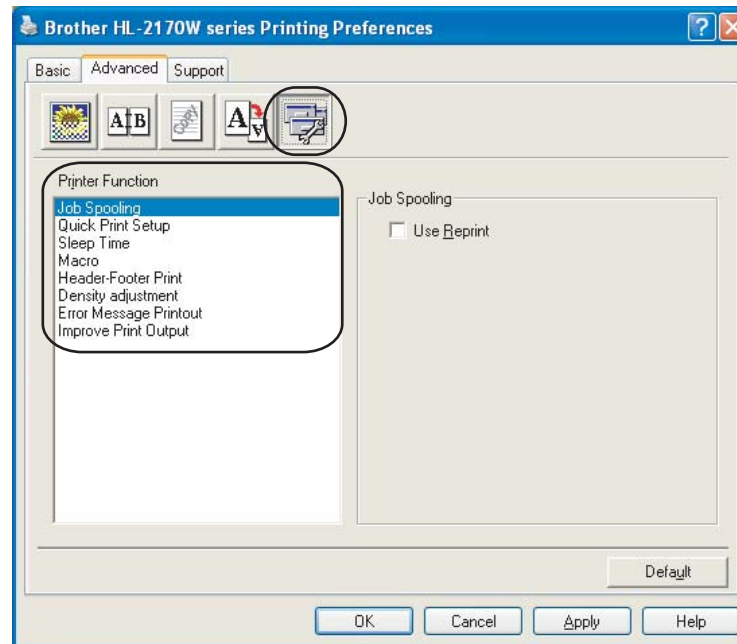 Brother HL-2170W series Printing Preferences
Basic Advanced Support
A B Copy A A
Printer Function
Job Spooling
Quick Print Setup
Sleep Time
Macro
Header-Footer Print
Density adjustment
Error Message Printout
Improve Print Output
Job Spooling
Use Reprint
Default
OK Cancel Apply Help